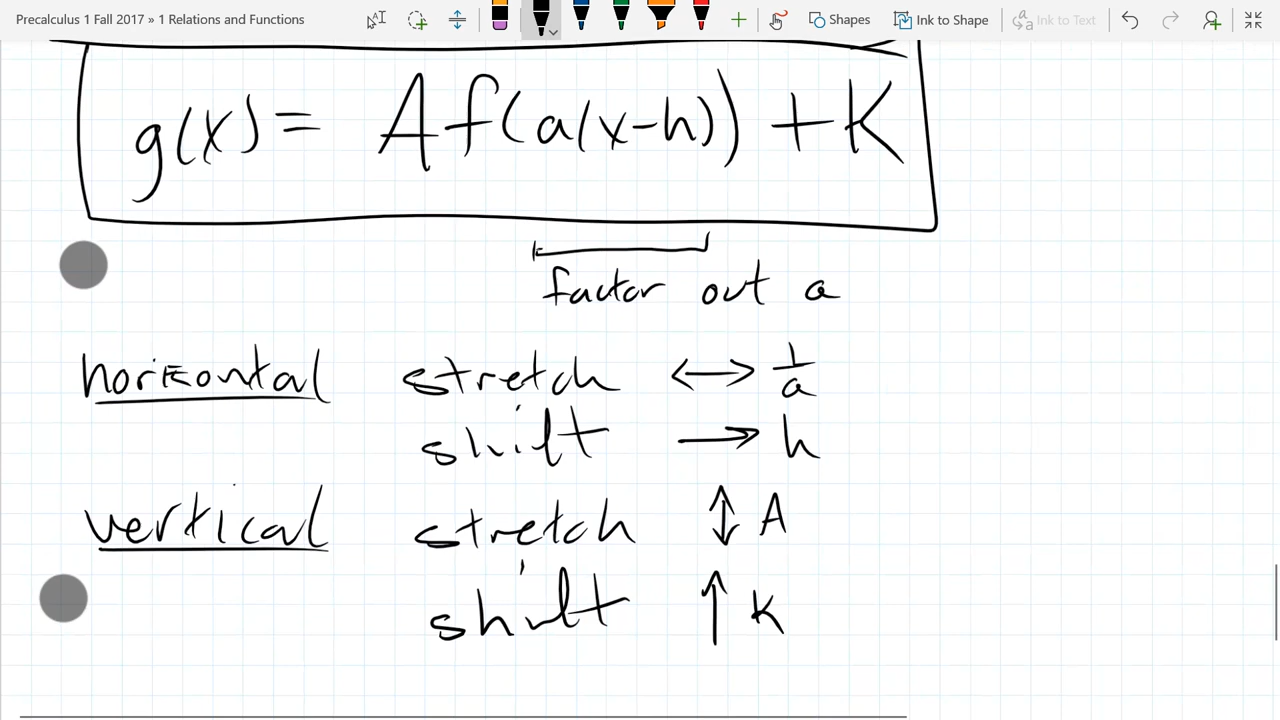 Precalculus 1 Fall 2017 » 1 Relations and Functions
Shapes
Ink to Shape
Ink to Text
g(x) = A f(a(x-h)) + K
factor out a
horizontal stretch ↔ 1/a
shift → h
vertical stretch ↕ A
shift ↑ K